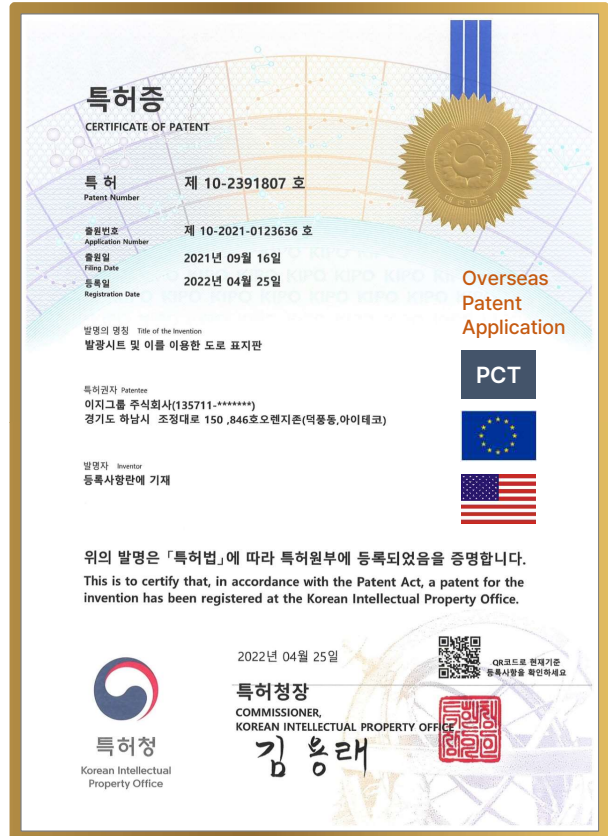 특허증
CERTIFICATE OF PATENT
특 허
Patent Number
제 10-2391807 호
출원번호
Application Number
제 10-2021-0123636 호
출원일
Filing Date
2021년 09월 16일
등록일
Registration Date
2022년 04월 25일
Overseas
Patent
Application
PCT
발명의 명칭 Title of the Invention
발광시트 및 이를 이용한 도로 표지판
특허권자 Patentee
이지그룹 주식회사(135711-*******)
경기도 하남시 조정대로 150 ,846호오렌지존(덕풍동,아이테코)
발명자 Inventor
등록사항란에 기재
위의 발명은 「특허법」에 따라 특허원부에 등록되었음을 증명합니다.
This is to certify that, in accordance with the Patent Act, a patent for the
invention has been registered at the Korean Intellectual Property Office.
2022년 04월 25일
QR코드로 현재기준
등록사항을 확인하세요
특허청장
COMMISSIONER,
KOREAN INTELLECTUAL PROPERTY OFFICE
김용래
특허청
Korean Intellectual
Property Office